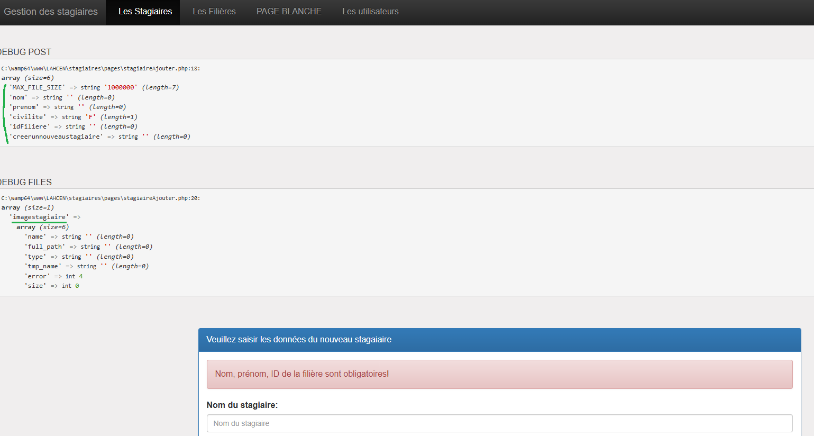 Gestion des stagiaires Les Stagiaires Les Filières PAGE BLANCHE Les utilisateurs
DEBUG POST
C:\wamp64\www\LAHCEN\stagiaires\pages\stagiaireAjouter.php:18:
array (size=6)
'MAX_FILE_SIZE' => string '1000000' (length=7)
'nom' => string '' (length=0)
'prenom' => string '' (length=0)
'civilite' => string 'F' (length=1)
'idFiliere' => string '' (length=0)
'creerunnouveaustagiaire' => string '' (length=0)
DEBUG FILES
C:\wamp64\www\LAHCEN\stagiaires\pages\stagiaireAjouter.php:20:
array (size=1)
'imagestagiaire' =>
array (size=6)
'name' => string '' (length=0)
'full_path' => string '' (length=0)
'type' => string '' (length=0)
'tmp_name' => string '' (length=0)
'error' => int 4
'size' => int 0
Veuillez saisir les données du nouveau stagaiaire
Nom, prénom, ID de la filière sont obligatoires!
Nom du stagiaire:
Nom du stagiaire